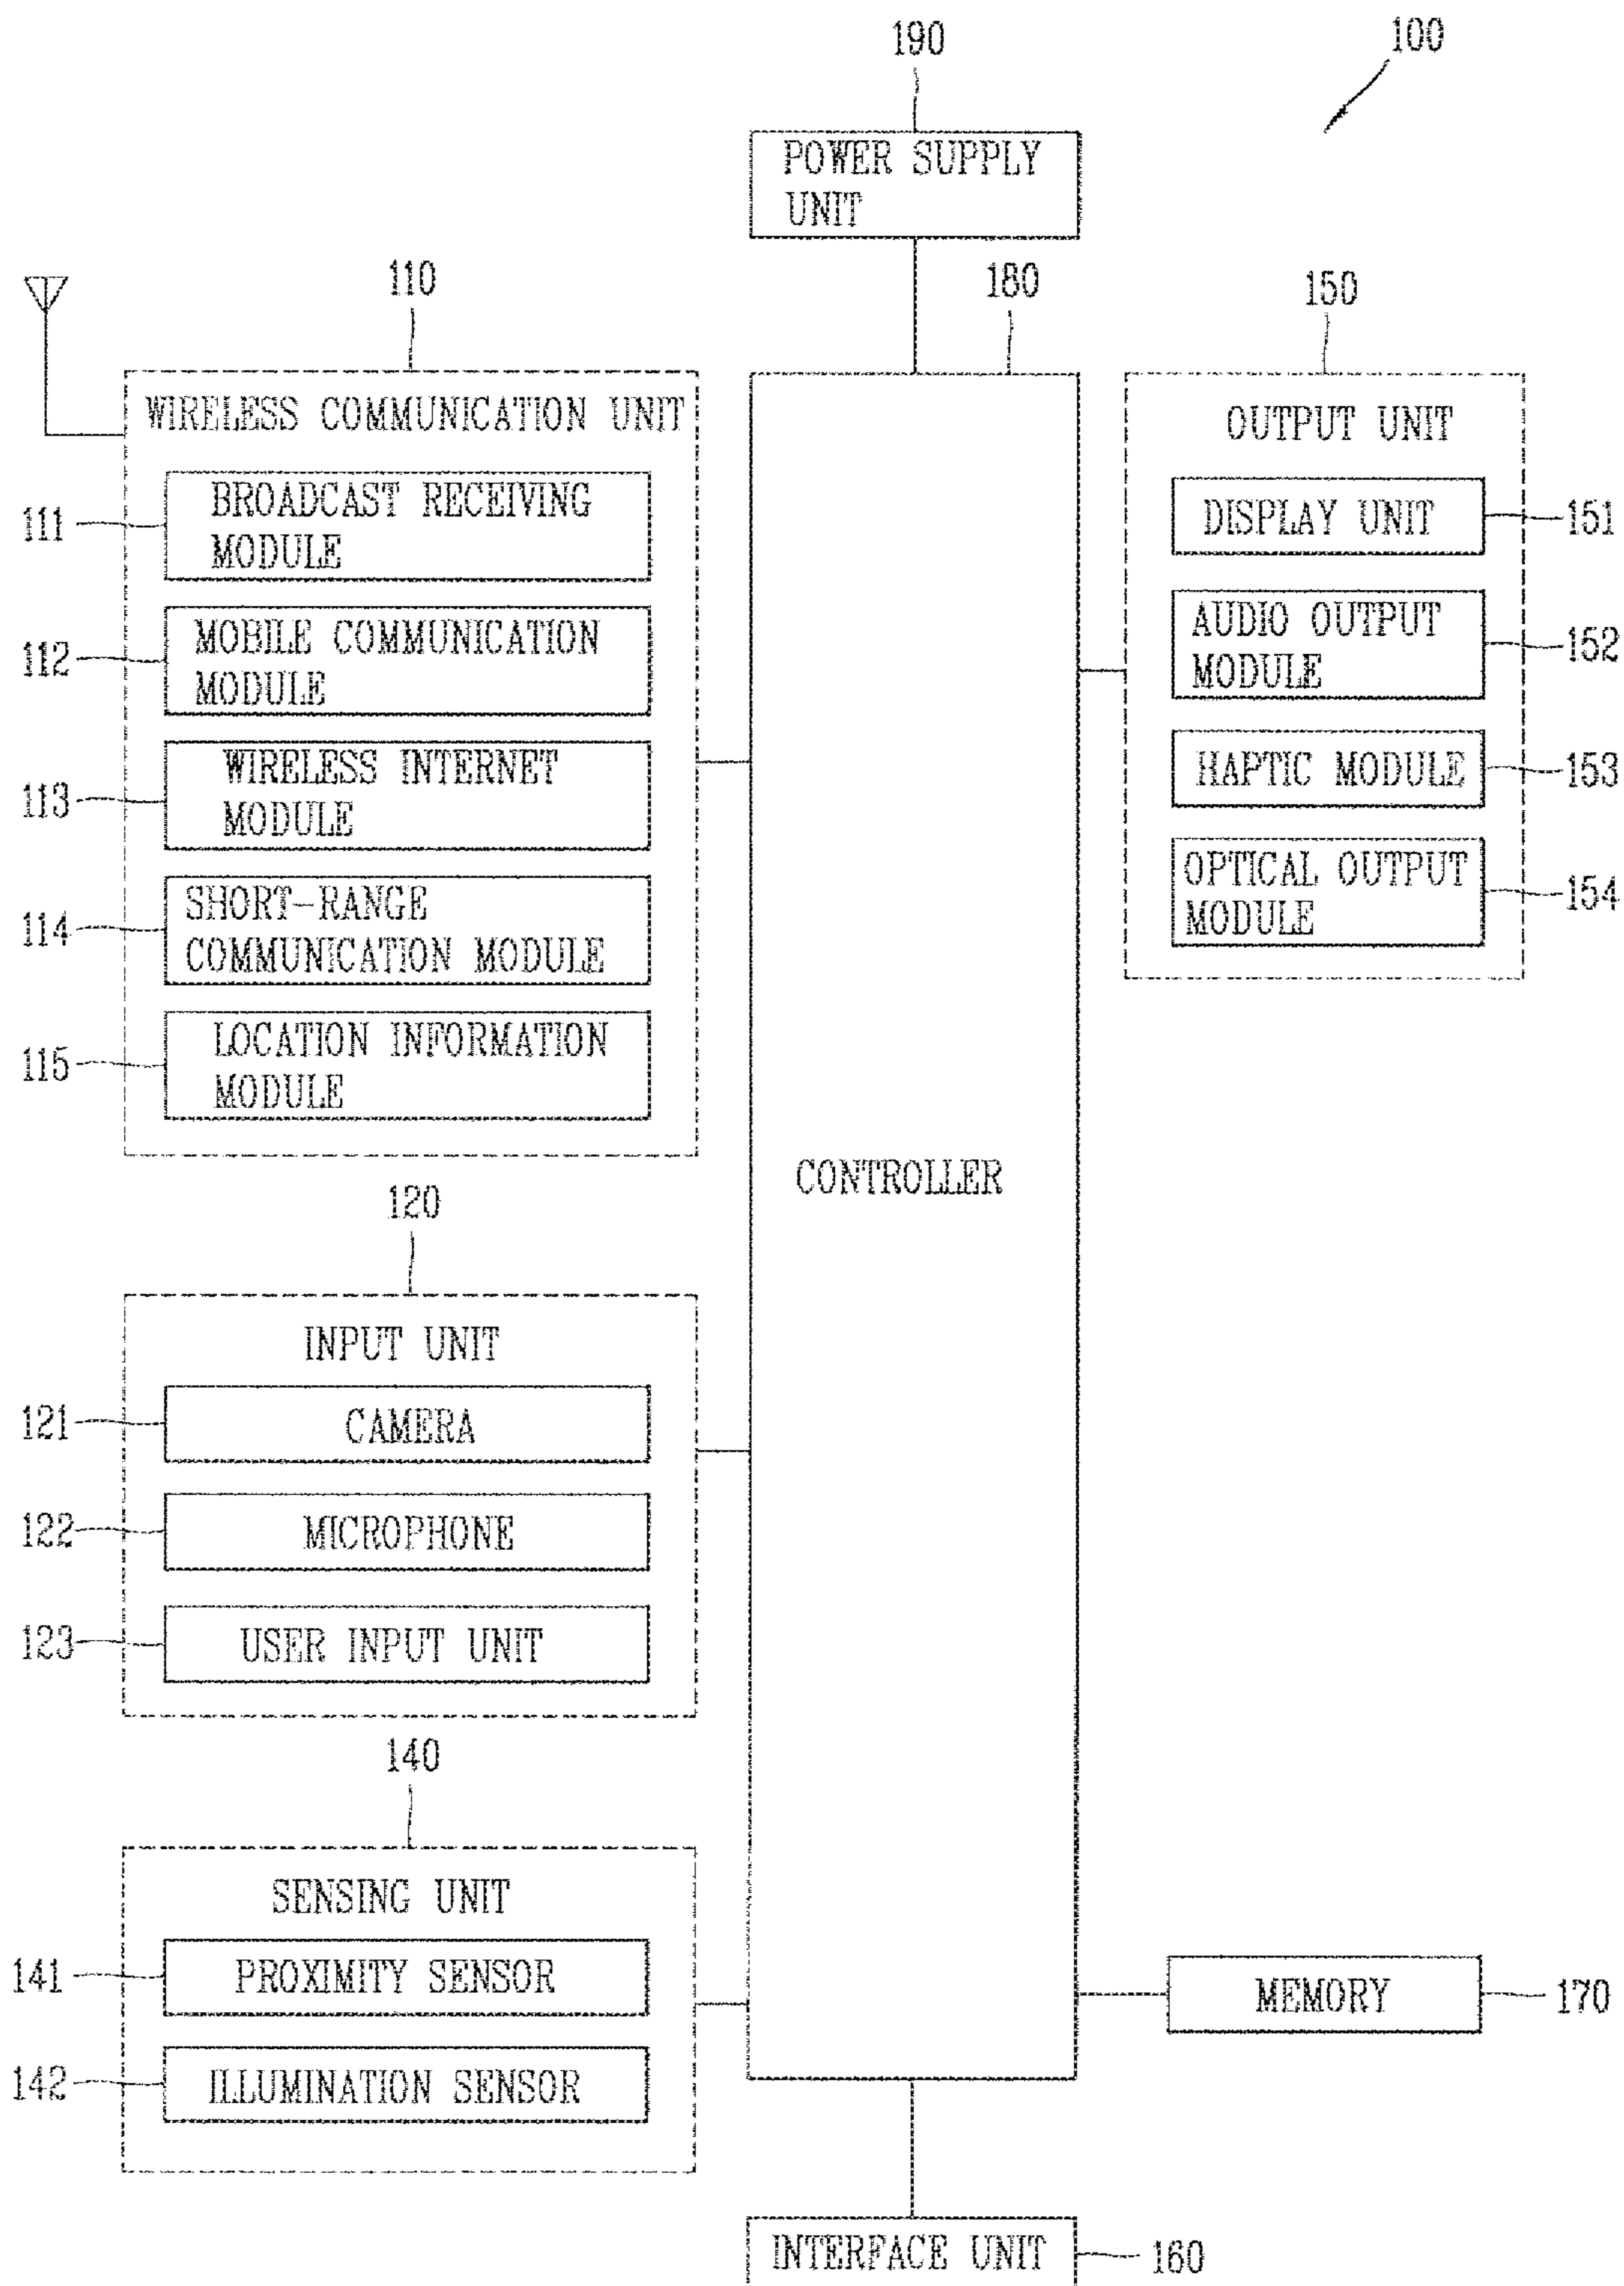 190
100
POWER SUPPLY
UNIT
110
180
150
WIRELESS COMMUNICATION UNIT
111
BROADCAST RECEIVING
MODULE
112
MOBILE COMMUNICATION
MODULE
113
WIRELESS INTERNET
MODULE
114
SHORT-RANGE
COMMUNICATION MODULE
115
LOCATION INFORMATION
MODULE
OUTPUT UNIT
DISPLAY UNIT
151
AUDIO OUTPUT
MODULE
152
HAPTIC MODULE
153
OPTICAL OUTPUT
MODULE
154
CONTROLLER
120
INPUT UNIT
121
CAMERA
122
MICROPHONE
123
USER INPUT UNIT
140
SENSING UNIT
141
PROXIMITY SENSOR
142
ILLUMINATION SENSOR
MEMORY
170
INTERFACE UNIT
160